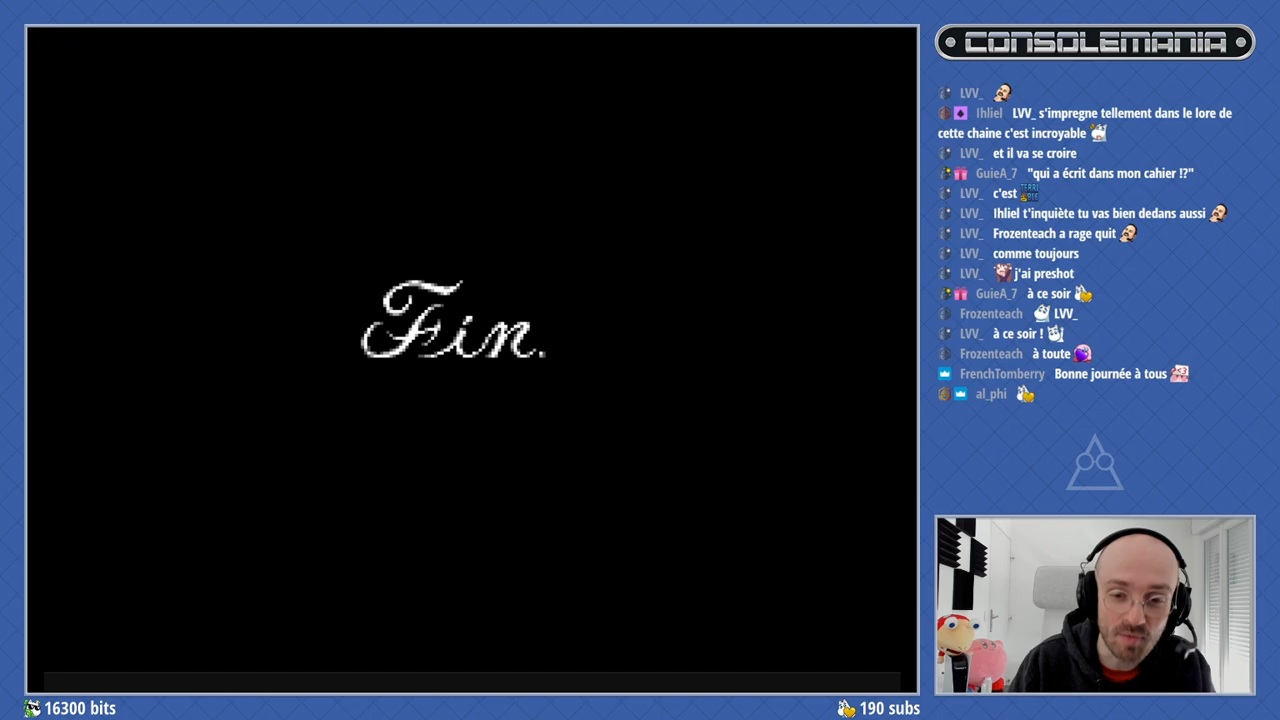 CONSOLEMANIA
LVV_
Ihliel LVV_ s'impregne tellement dans le lore de
cette chaine c'est incroyable
LVV_ et il va se croire
GuieA_7 "qui a écrit dans mon cahier !?"
LVV_ c'est TERRI
BLE
LVV_ Ihliel t'inquiète tu vas bien dedans aussi
LVV_ Frozenteach a rage quit
LVV_ comme toujours
LVV_ j'ai preshot
GuieA_7 à ce soir
Frozenteach LVV_
LVV_ à ce soir !
Frozenteach à toute
FrenchTomberry Bonne journée à tous
al_phi
Fin.
16300 bits
190 subs